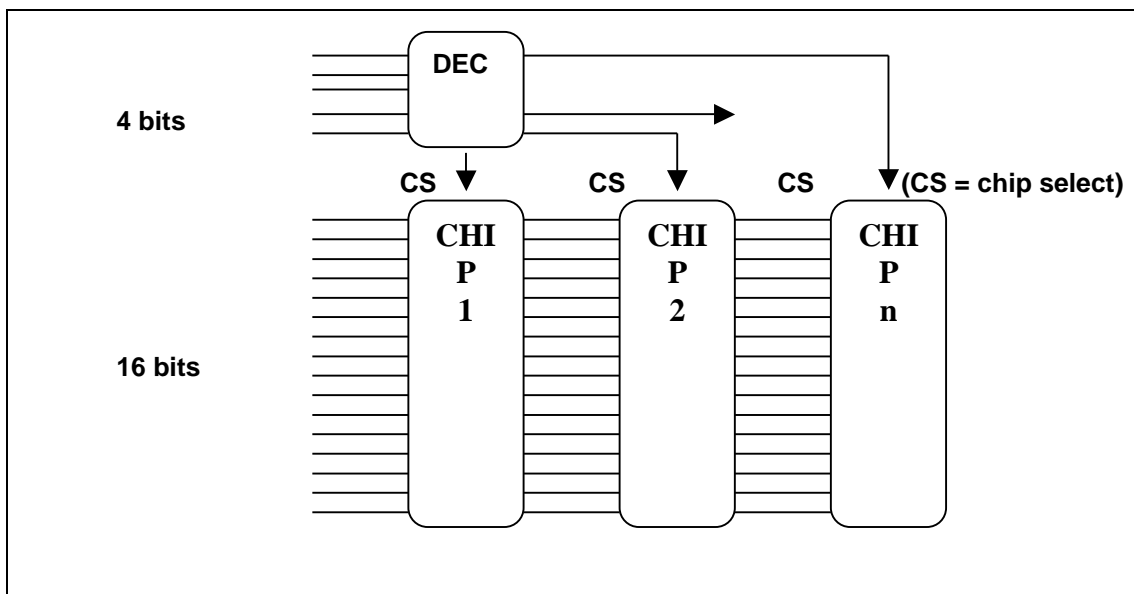 DEC
4 bits
CS
CS
CS
(CS = chip select)
CHI
P
1
CHI
P
2
CHI
P
n
16 bits